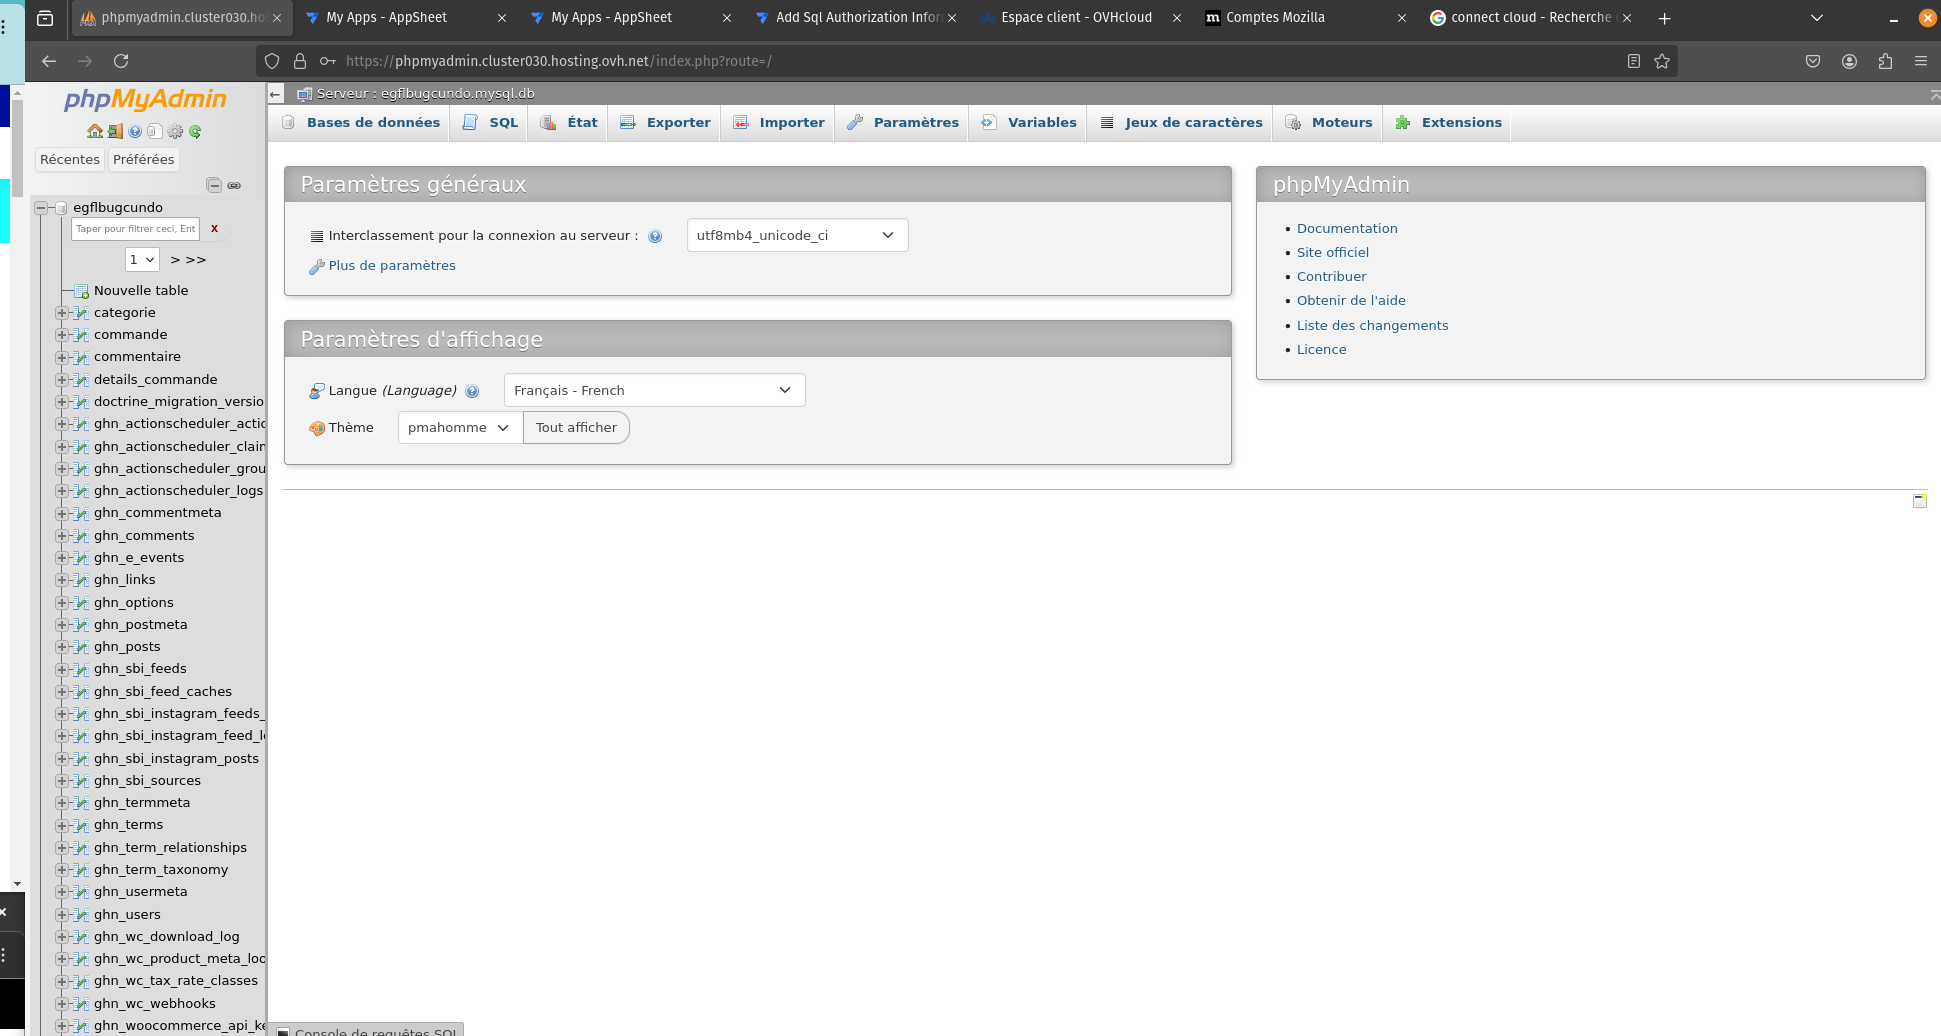 phpmyadmin.cluster030.ho
My Apps - AppSheet
My Apps - AppSheet
Add Sql Authorization Infor
Espace client - OVHcloud
Comptes Mozilla
connect cloud - Recherche
https://phpmyadmin.cluster030.hosting.ovh.net/index.php?route=/
phpMyAdmin
Récentes
Préférées
egflbugcundo
Taper pour filtrer ceci, Ent
X
1
> >>
Nouvelle table
categorie
commande
commentaire
details_commande
doctrine_migration_versio
ghn_actionscheduler_actic
ghn_actionscheduler_clain
ghn_actionscheduler_grou
ghn_actionscheduler_logs
ghn_commentmeta
ghn_comments
ghn_e_events
ghn_links
ghn_options
ghn_postmeta
ghn_posts
ghn_sbi_feeds
ghn_sbi_feed_caches
ghn_sbi_instagram_feeds_
ghn_sbi_instagram_feed_l
ghn_sbi_instagram_posts
ghn_sbi_sources
ghn_termmeta
ghn_terms
ghn_term_relationships
ghn_term_taxonomy
ghn_usermeta
ghn_users
ghn_wc_download_log
ghn_wc_product_meta_loo
ghn_wc_tax_rate_classes
ghn_wc_webhooks
ghn_woocommerce_api_ke
Serveur : egflbugcundo.mysql.db
Bases de données
SQL
État
Exporter
Importer
Paramètres
Variables
Jeux de caractères
Moteurs
Extensions
Paramètres généraux
Interclassement pour la connexion au serveur :
utf8mb4_unicode_ci
Plus de paramètres
Paramètres d'affichage
Langue (Language)
Français - French
Thème
pmahomme
Tout afficher
phpMyAdmin
Documentation
Site officiel
Contribuer
Obtenir de l'aide
Liste des changements
Licence
Console de requêtes SQL